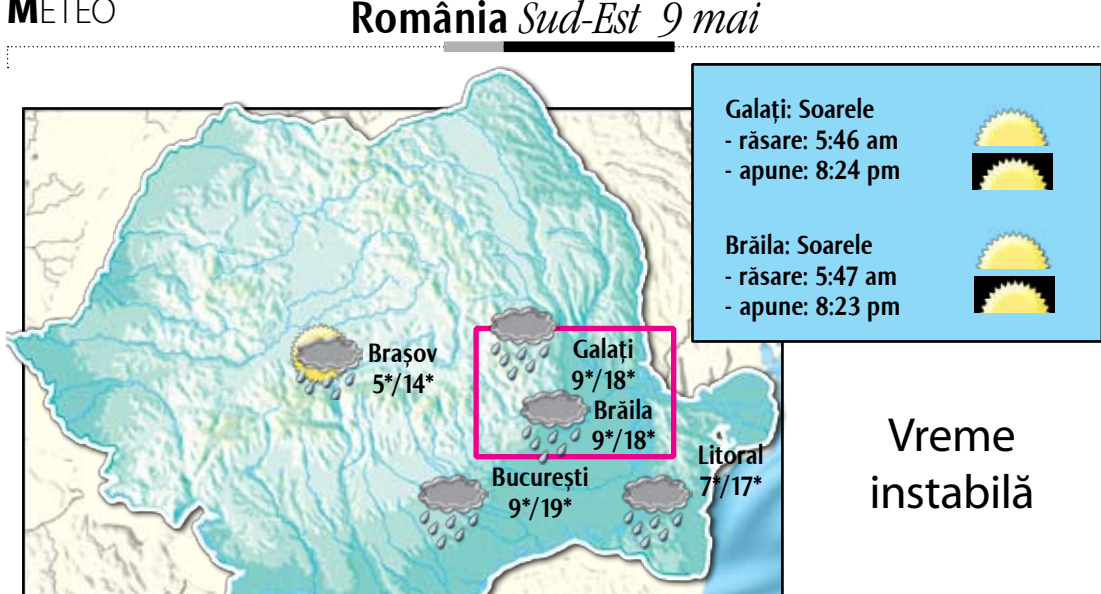 METEO
România Sud-Est 9 mai
Galați: Soarele
- răsare: 5:46 am
- apune: 8:24 pm
Brăila: Soarele
- răsare: 5:47 am
- apune: 8:23 pm
Brașov
5*/14*
Galați
9*/18*
Brăila
9*/18*
Litoral
7*/17*
București
9*/19*
Vreme
instabilă